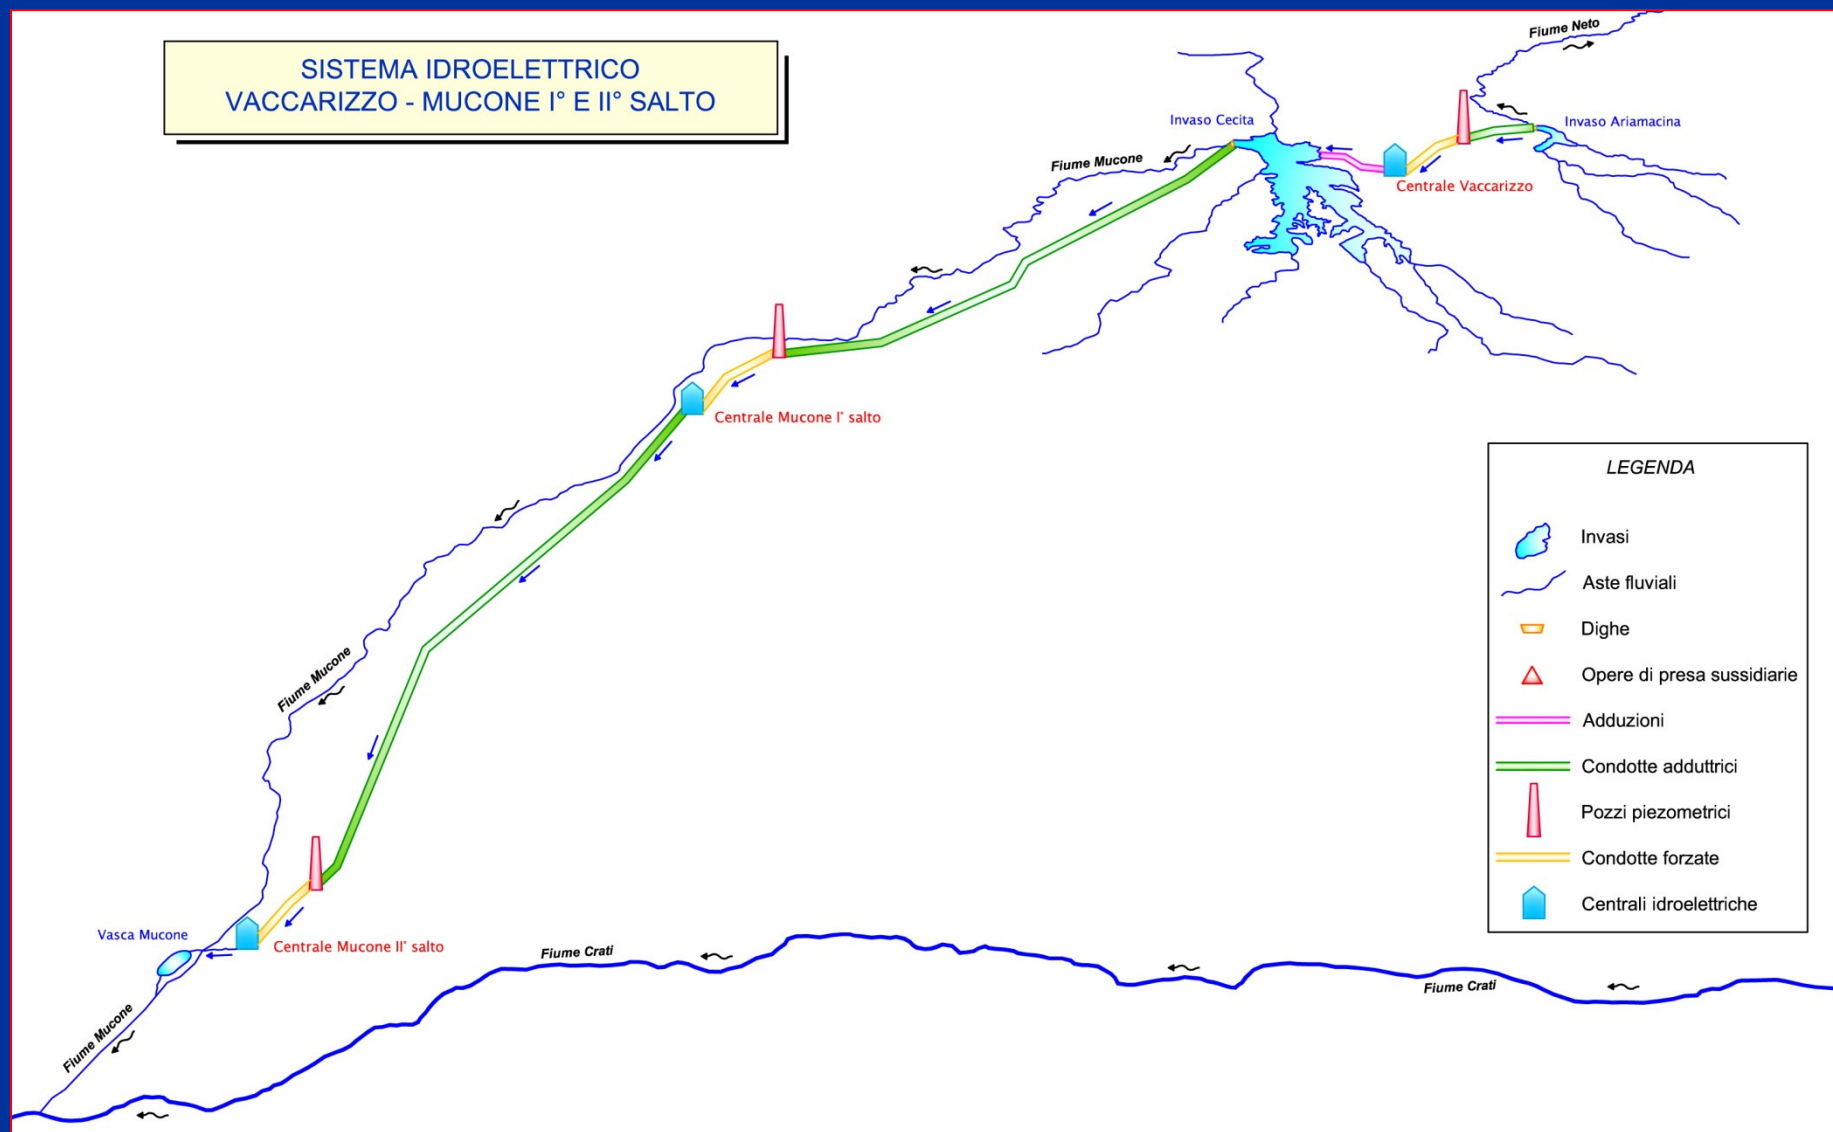 SISTEMA IDROELETTRICO
VACCARIZZO - MUCONE I° E II° SALTO
Fiume Neto
Invaso Cecita
Invaso Ariamacina
Fiume Mucone
Centrale Vaccarizzo
Centrale Mucone I° salto
LEGENDA
Invasi
Aste fluviali
Dighe
Opere di presa sussidiarie
Adduzioni
Condotte adduttrici
Pozzi piezometrici
Condotte forzate
Centrali idroelettriche
Fiume Mucone
Vasca Mucone
Centrale Mucone II° salto
Fiume Crati
Fiume Crati
Fiume Mucone